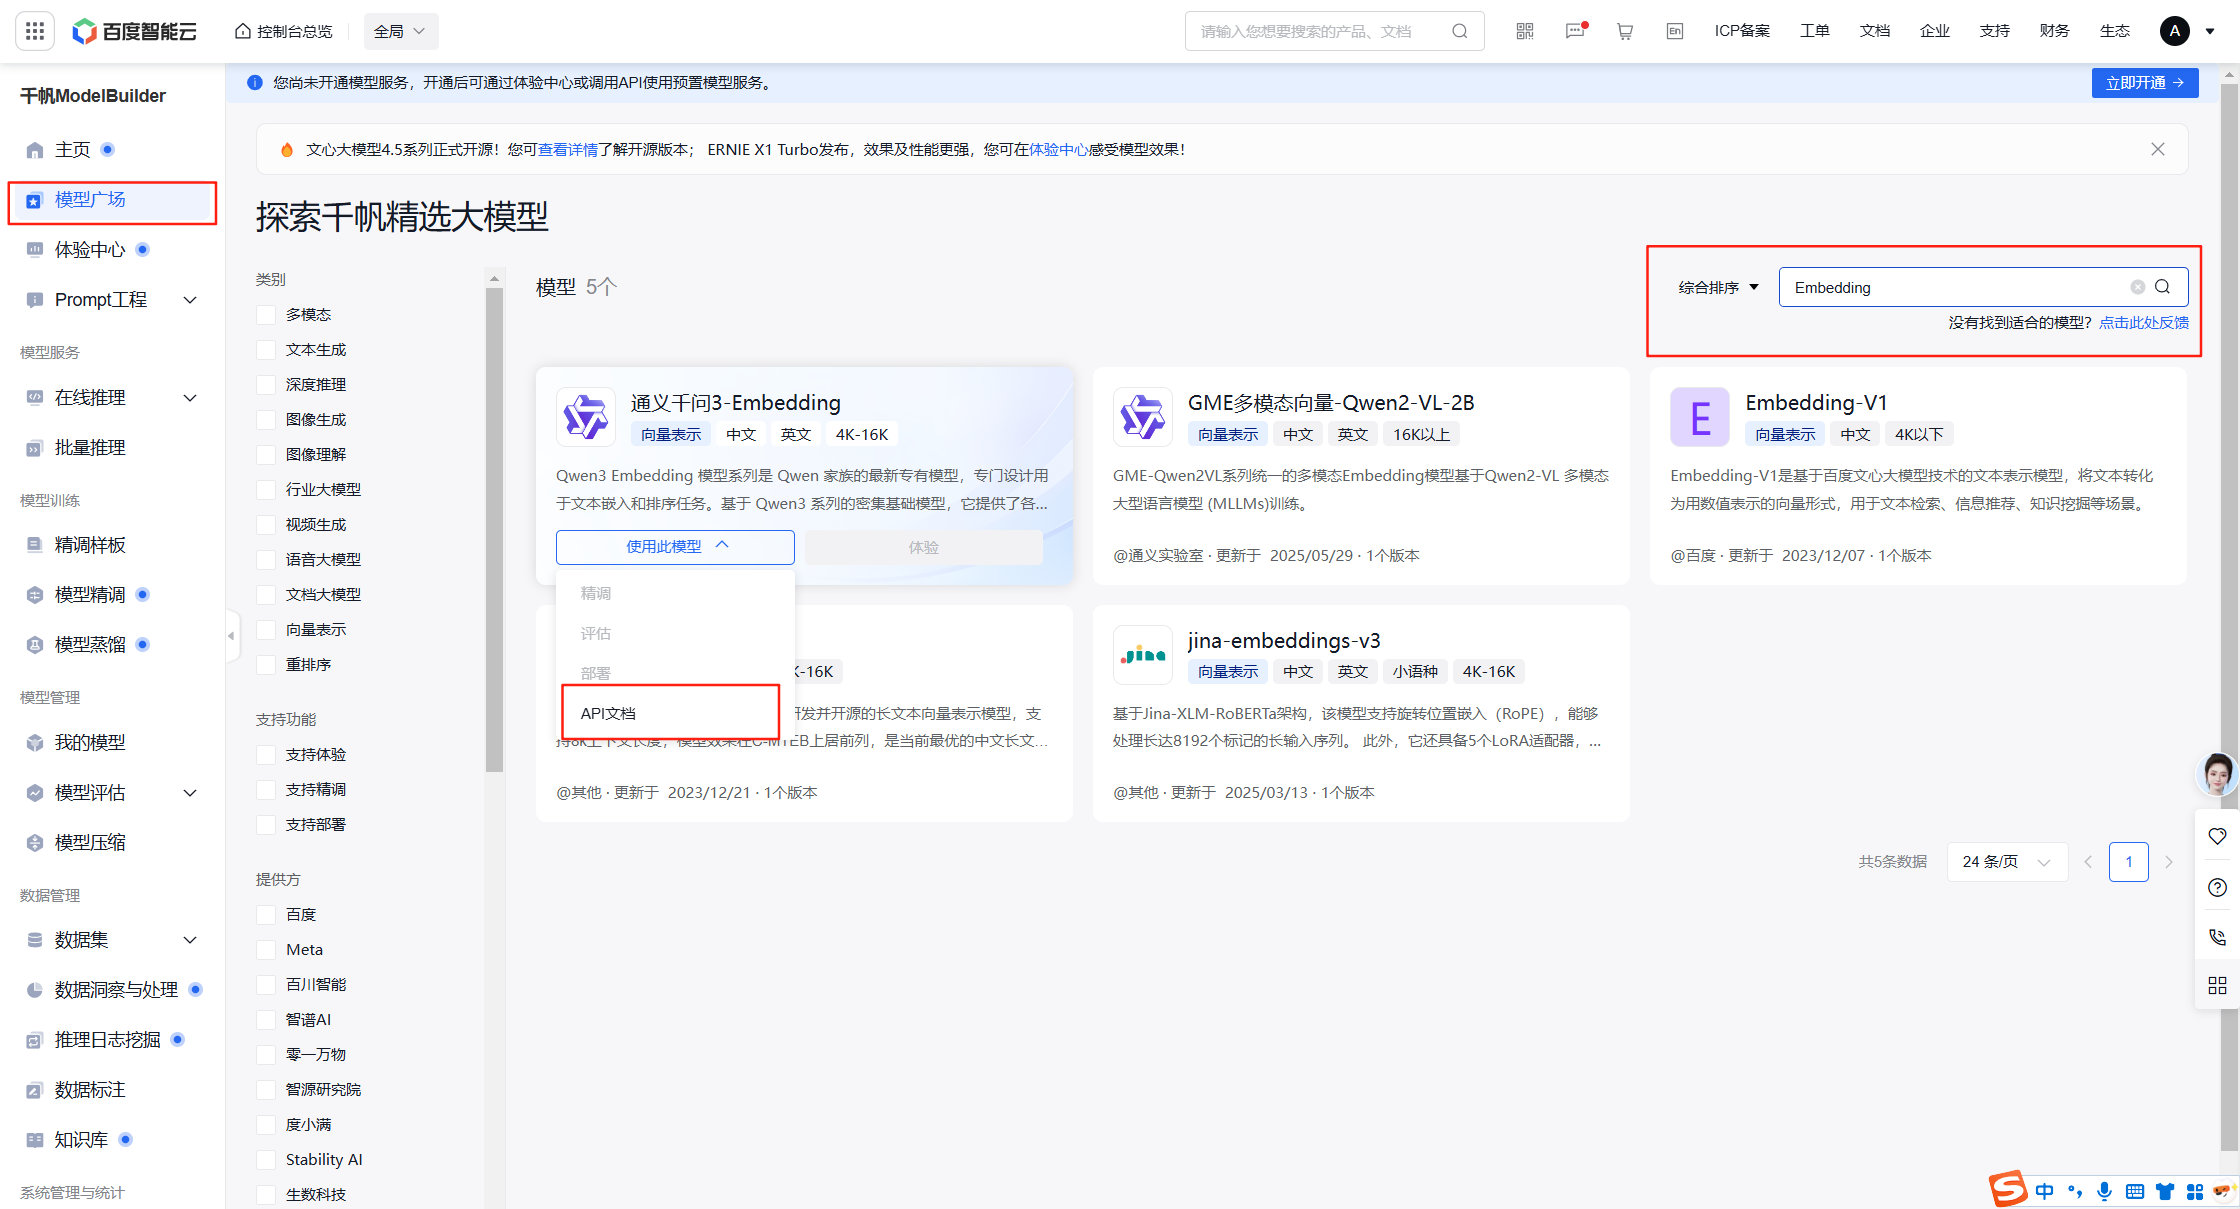 百度智能云
控制台总览
全局
请输入您想要搜索的产品、文档
En
ICP备案
工单
文档
企业
支持
财务
生态
A
千帆ModelBuilder
主页
模型广场
体验中心
Prompt工程
模型服务
在线推理
批量推理
模型训练
精调样板
模型精调
模型蒸馏
模型管理
我的模型
模型评估
模型压缩
数据管理
数据集
数据洞察与处理
推理日志挖掘
数据标注
知识库
系统管理与统计
您尚未开通模型服务，开通后可通过体验中心或调用API使用预置模型服务。
立即开通 →
文心大模型4.5系列正式开源！您可查看详情了解开源版本； ERNIE X1 Turbo发布，效果及性能更强，您可在体验中心感受模型效果！
探索千帆精选大模型
类别
多模态
文本生成
深度推理
图像生成
图像理解
行业大模型
视频生成
语音大模型
文档大模型
向量表示
重排序
支持功能
支持体验
支持精调
支持部署
提供方
百度
Meta
百川智能
智谱AI
零一万物
智源研究院
度小满
Stability AI
生数科技
模型 5个
综合排序
Embedding
没有找到适合的模型？点击此处反馈
通义千问3-Embedding
向量表示 中文 英文 4K-16K
Qwen3 Embedding 模型系列是 Qwen 家族的最新专有模型，专门设计用
于文本嵌入和排序任务。基于 Qwen3 系列的密集基础模型，它提供了各...
使用此模型
体验
精调
评估
部署
API文档
GME多模态向量-Qwen2-VL-2B
向量表示 中文 英文 16K以上
GME-Qwen2VL系列统一的多模态Embedding模型基于Qwen2-VL 多模态
大型语言模型 (MLLMs)训练。
@通义实验室 · 更新于 2025/05/29 · 1个版本
E
Embedding-V1
向量表示 中文 4K以下
Embedding-V1是基于百度文心大模型技术的文本表示模型，将文本转化
为用数值表示的向量形式，用于文本检索、信息推荐、知识挖掘等场景。
@百度 · 更新于 2023/12/07 · 1个版本
K-16K
研发并开源的长文本向量表示模型，支
持8k上下文长度，模型效果在C-MTEB上居前列，是当前最优的中文长文...
@其他 · 更新于 2023/12/21 · 1个版本
Jina
jina-embeddings-v3
向量表示 中文 英文 小语种 4K-16K
基于Jina-XLM-RoBERTa架构，该模型支持旋转位置嵌入（RoPE），能够
处理长达8192个标记的长输入序列。 此外，它还具备5个LoRA适配器，...
@其他 · 更新于 2025/03/13 · 1个版本
共5条数据
24 条/页
1
中